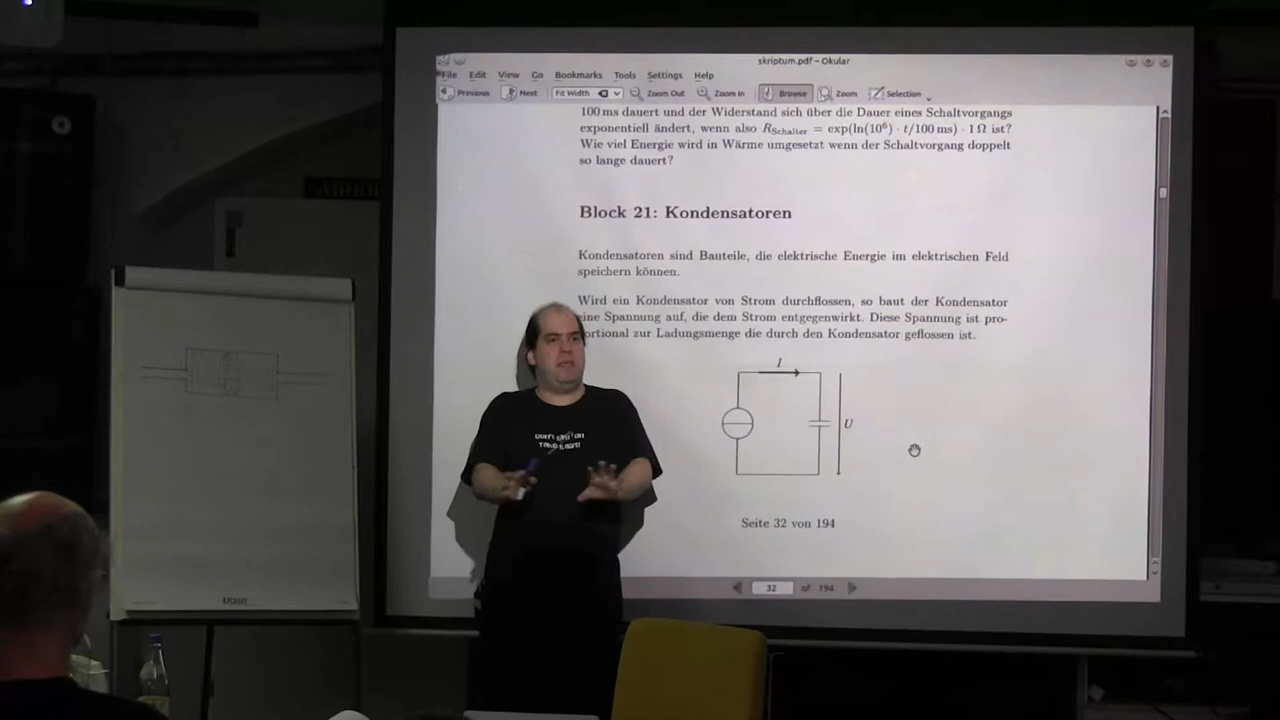 skriptum.pdf – Okular
File Edit View Go Bookmarks Tools Settings Help
Previous Next Fit Width Zoom Out Zoom In Browse Zoom Selection
100 ms dauert und der Widerstand sich über die Dauer eines Schaltvorgangs
exponentiell ändert, wenn also R_Schalter = exp(ln(10⁶) · t/100 ms) · 1 Ω ist?
Wie viel Energie wird in Wärme umgesetzt wenn der Schaltvorgang doppelt
so lange dauert?
Block 21: Kondensatoren
Kondensatoren sind Bauteile, die elektrische Energie im elektrischen Feld
speichern können.
Wird ein Kondensator von Strom durchflossen, so baut der Kondensator
eine Spannung auf, die dem Strom entgegenwirkt. Diese Spannung ist pro-
portional zur Ladungsmenge die durch den Kondensator geflossen ist.
I
U
Seite 32 von 194
32 of 194